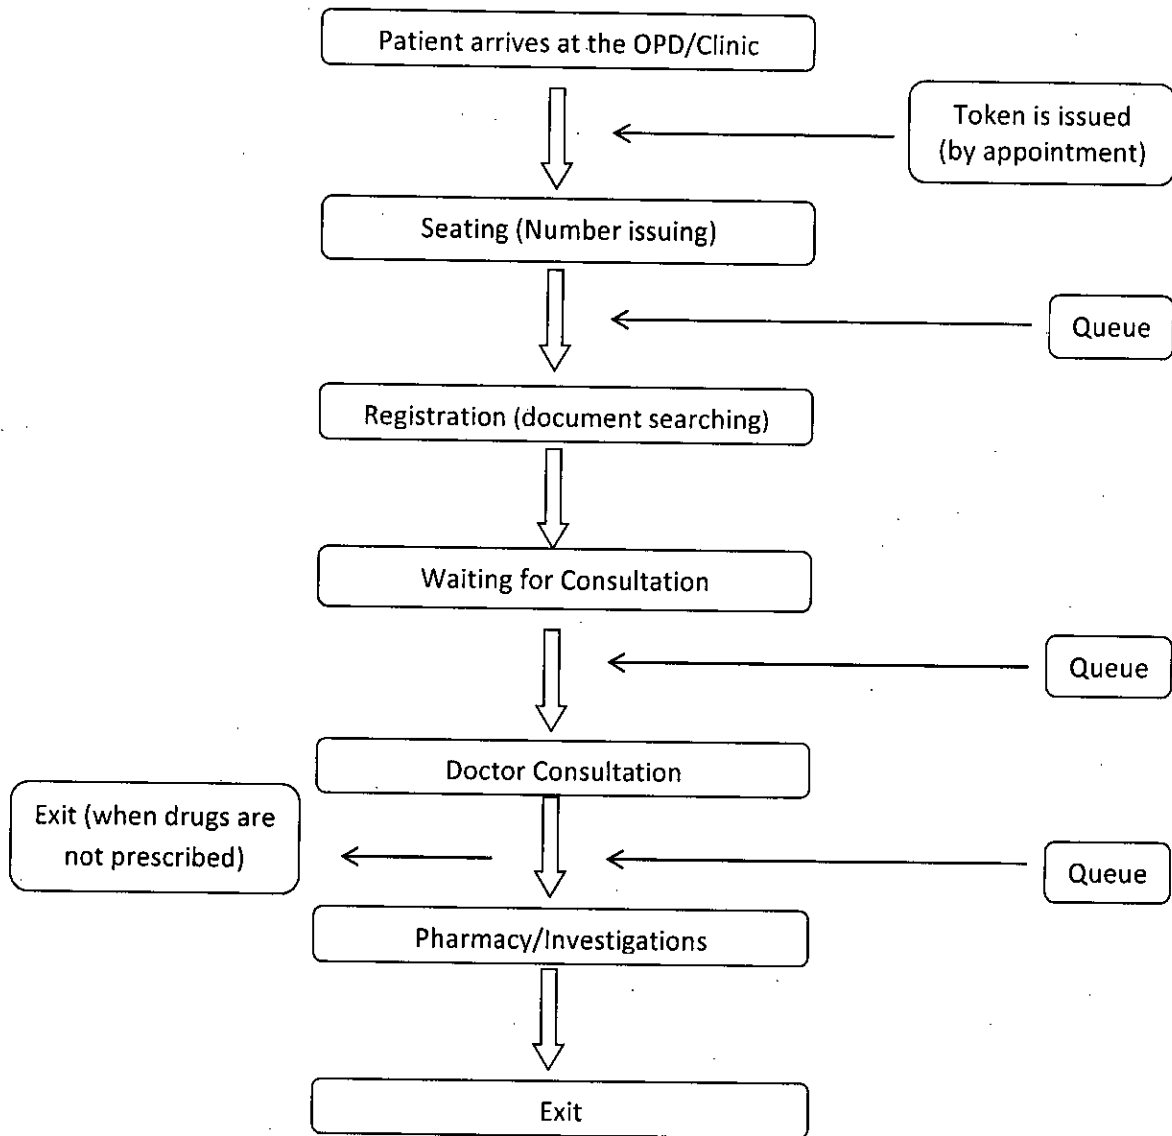 Patient arrives at the OPD/Clinic
Token is issued
(by appointment)
Seating (Number issuing)
Queue
Registration (document searching)
Waiting for Consultation
Queue
Doctor Consultation
Exit (when drugs are
not prescribed)
Queue
Pharmacy/Investigations
Exit